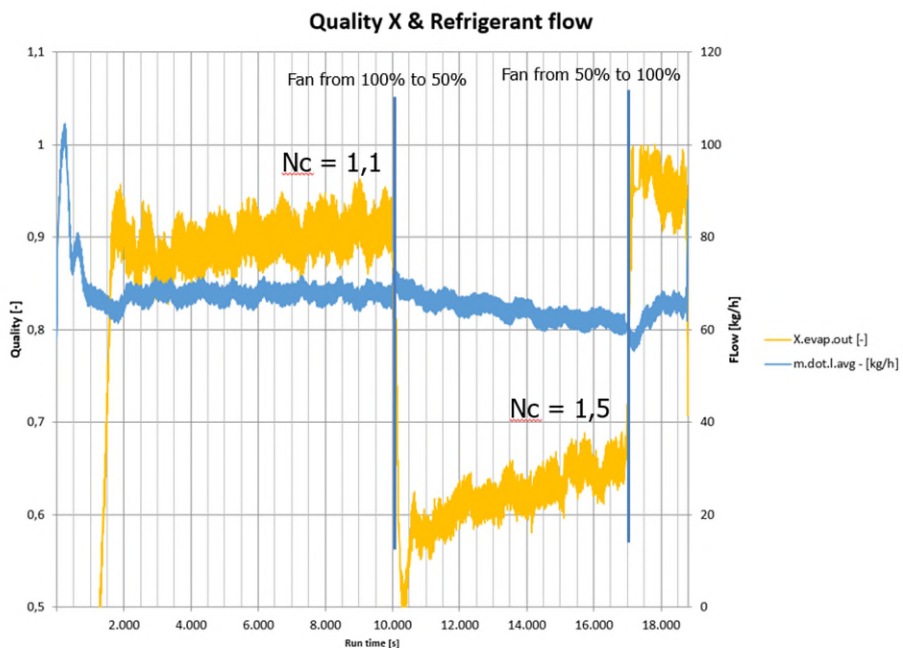 Quality X & Refrigerant flow
1,1
1
0,9
0,8
0,7
0,6
0,5
Quality [-]
Fan from 100% to 50%
Fan from 50% to 100%
Nc = 1,1
Nc = 1,5
120
100
80
60
40
20
0
FLow [kg/h]
X.evap.out [-]
m.dot.l.avg - [kg/h]
2.000
4.000
6.000
8.000
10.000
12.000
14.000
16.000
18.000
Run time [s]